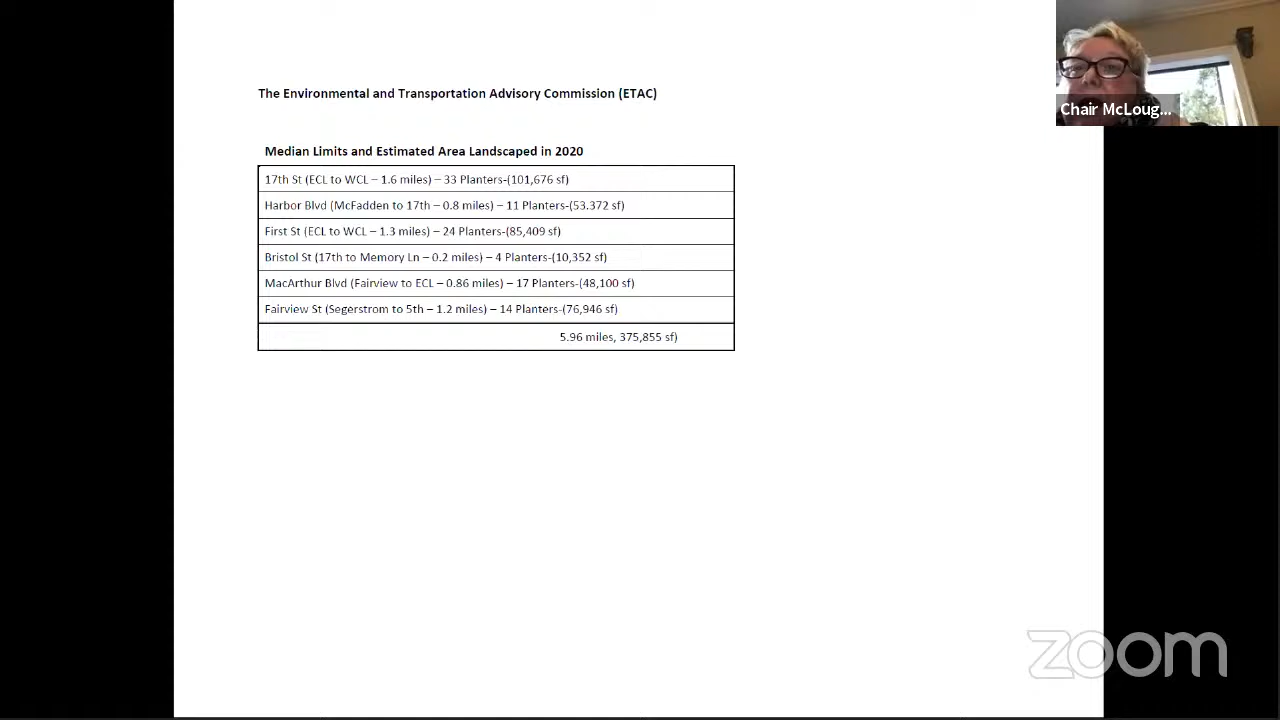 The Environmental and Transportation Advisory Commission (ETAC)
Chair McLoug...
Median Limits and Estimated Area Landscaped in 2020
17th St (ECL to WCL – 1.6 miles) – 33 Planters-(101,676 sf)
Harbor Blvd (McFadden to 17th – 0.8 miles) – 11 Planters-(53.372 sf)
First St (ECL to WCL – 1.3 miles) – 24 Planters-(85,409 sf)
Bristol St (17th to Memory Ln – 0.2 miles) – 4 Planters-(10,352 sf)
MacArthur Blvd (Fairview to ECL – 0.86 miles) – 17 Planters-(48,100 sf)
Fairview St (Segerstrom to 5th – 1.2 miles) – 14 Planters-(76,946 sf)
5.96 miles, 375,855 sf)
zoom